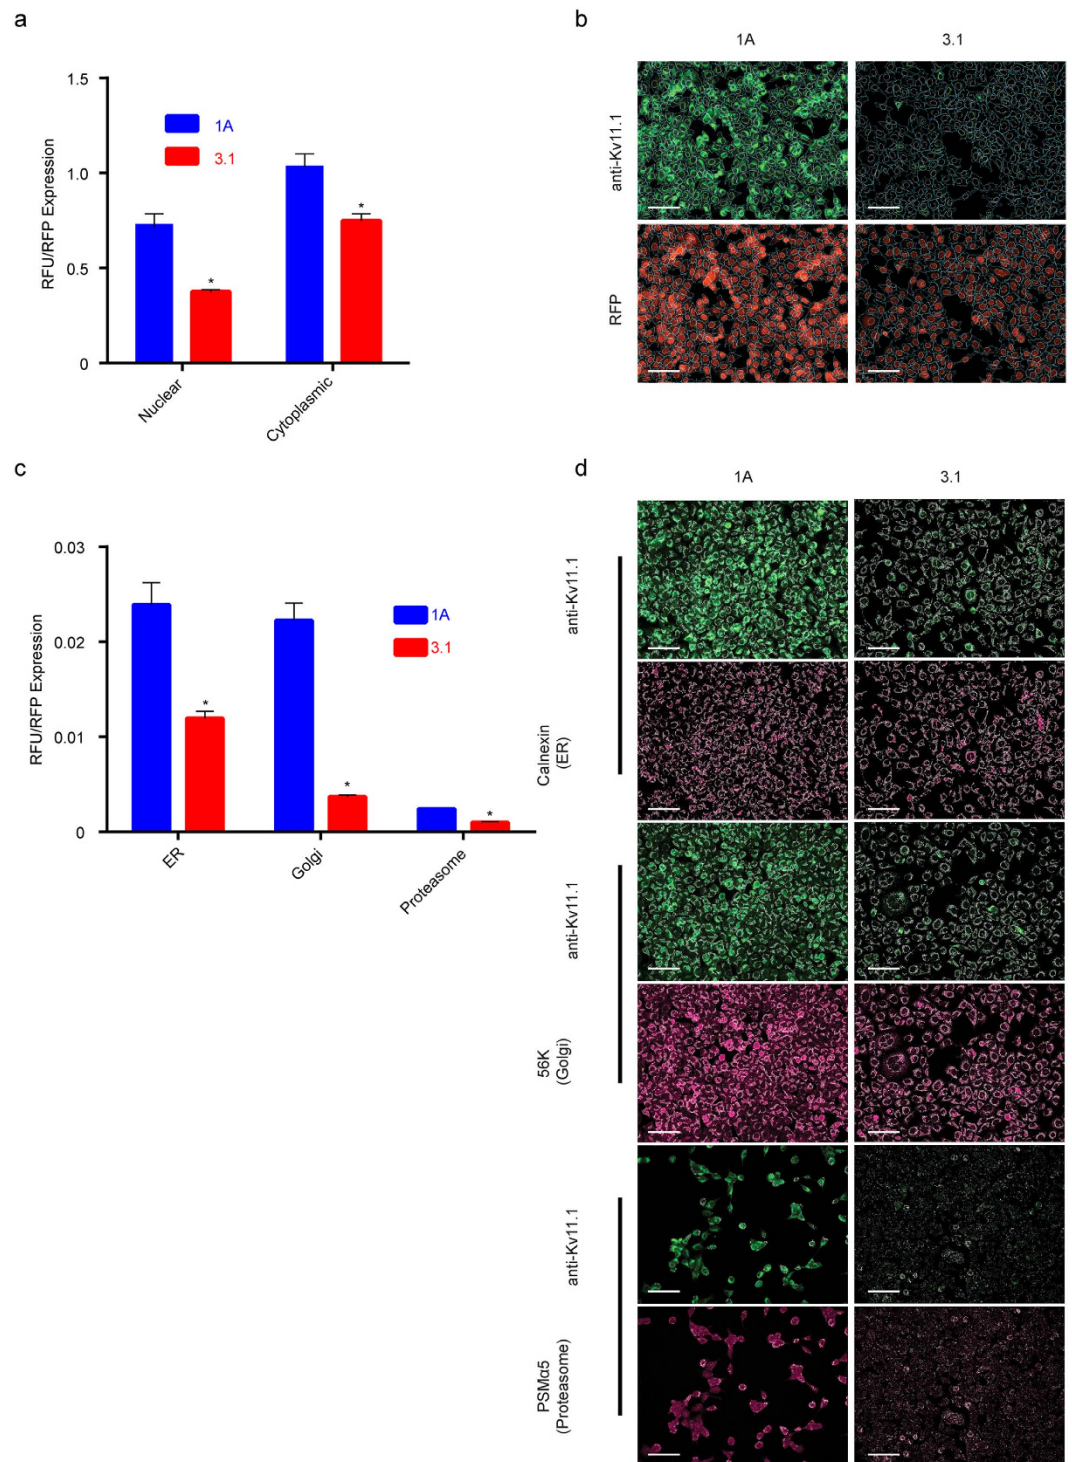 a
1.5
1.0
0.5
0
RFU/RFP Expression
1A
3.1
*
*
Nuclear
Cytoplasmic
b
1A
3.1
anti-Kv11.1
RFP
c
0.03
0.02
0.01
0
RFU/RFP Expression
1A
3.1
*
*
*
ER
Golgi
Proteasome
d
1A
3.1
anti-Kv11.1
Calnexin
(ER)
anti-Kv11.1
56K
(Golgi)
anti-Kv11.1
PSMα5
(Proteasome)